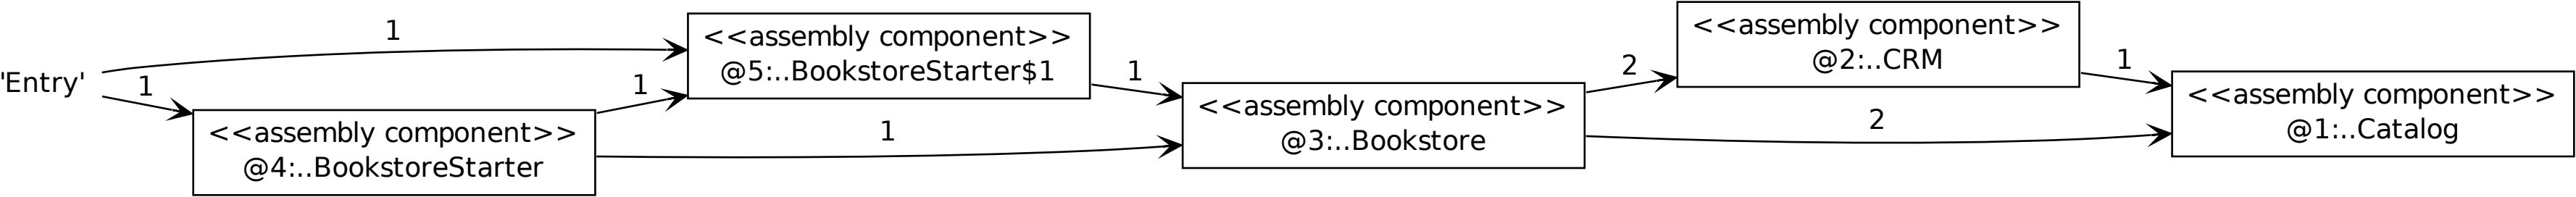 'Entry'
1
1
<<assembly component>>
@4:..BookstoreStarter
1
1
<<assembly component>>
@5:..BookstoreStarter$1
1
<<assembly component>>
@3:..Bookstore
2
2
<<assembly component>>
@2:..CRM
1
<<assembly component>>
@1:..Catalog